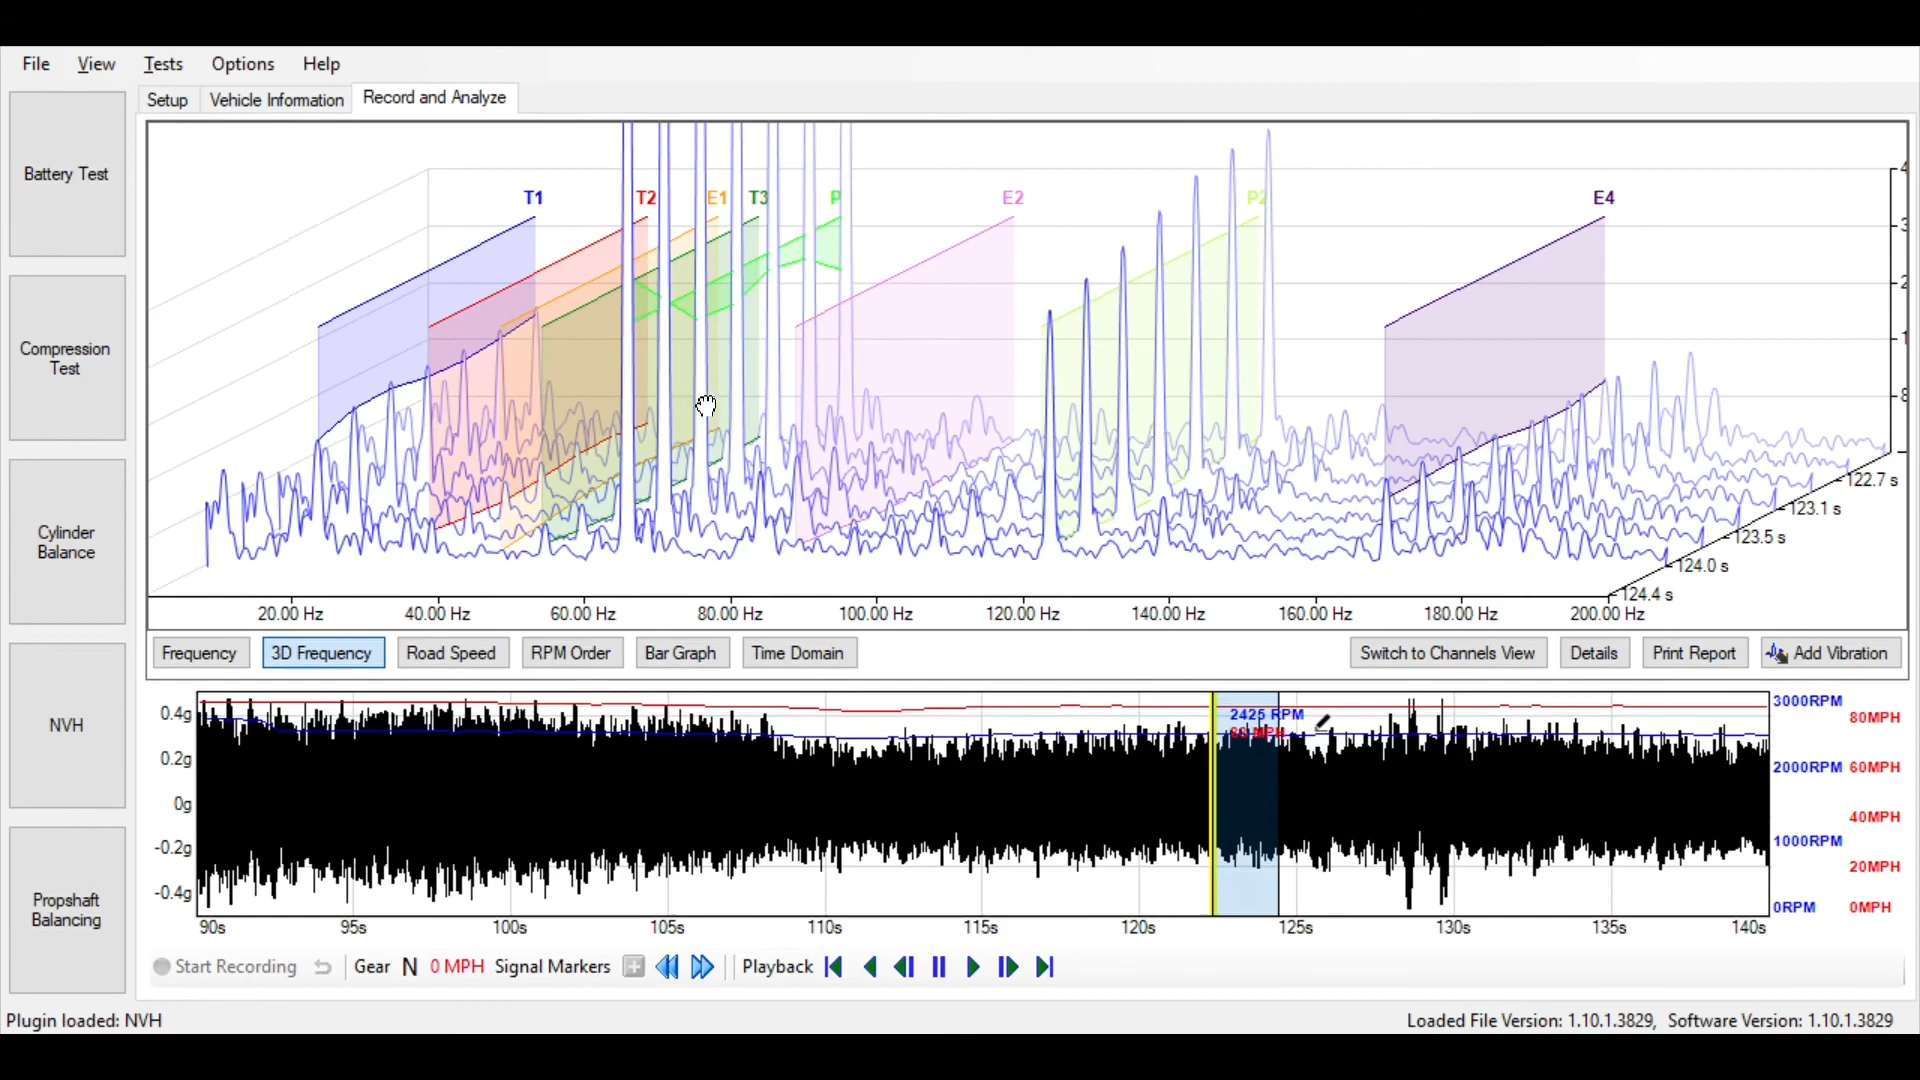 File View Tests Options Help
Setup Vehicle Information Record and Analyze
Battery Test
Compression
Test
Cylinder
Balance
NVH
Propshaft
Balancing
T1 T2 E1 T3 P E2 P2 E4
4
3
2
1
8
122.7 s
123.1 s
123.5 s
124.0 s
124.4 s
20.00 Hz 40.00 Hz 60.00 Hz 80.00 Hz 100.00 Hz 120.00 Hz 140.00 Hz 160.00 Hz 180.00 Hz 200.00 Hz
Frequency 3D Frequency Road Speed RPM Order Bar Graph Time Domain Switch to Channels View Details Print Report Add Vibration
0.4g
0.2g
0g
-0.2g
-0.4g
2425 RPM
MPH
3000RPM
80MPH
2000RPM 60MPH
40MPH
1000RPM
20MPH
0RPM 0MPH
90s 95s 100s 105s 110s 115s 120s 125s 130s 135s 140s
Start Recording Gear N 0 MPH Signal Markers Playback
Plugin loaded: NVH
Loaded File Version: 1.10.1.3829, Software Version: 1.10.1.3829